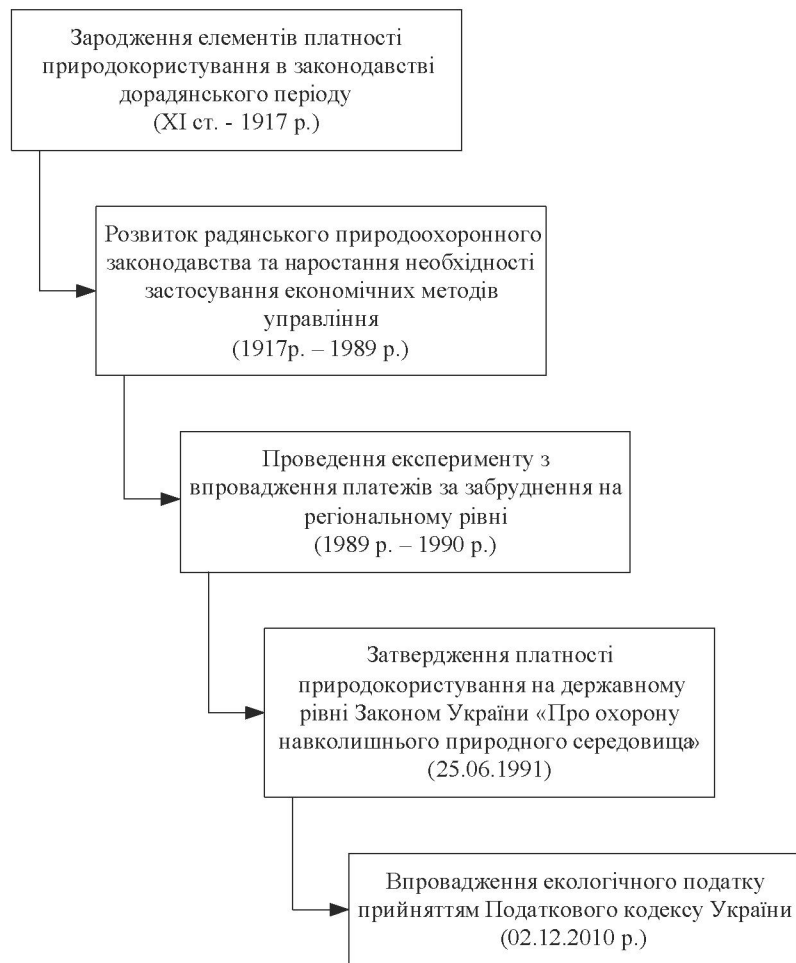 Зародження елементів платності
природокористування в законодавстві
дорадянського періоду
(XI ст. - 1917 р.)
Розвиток радянського природоохоронного
законодавства та наростання необхідності
застосування економічних методів
управління
(1917р. – 1989 р.)
Проведення експерименту з
впровадження платежів за забруднення на
регіональному рівні
(1989 р. – 1990 р.)
Затвердження платності
природокористування на державному
рівні Законом України «Про охорону
навколишнього природного середовища»
(25.06.1991)
Впровадження екологічного податку
прийняттям Податкового кодексу України
(02.12.2010 р.)